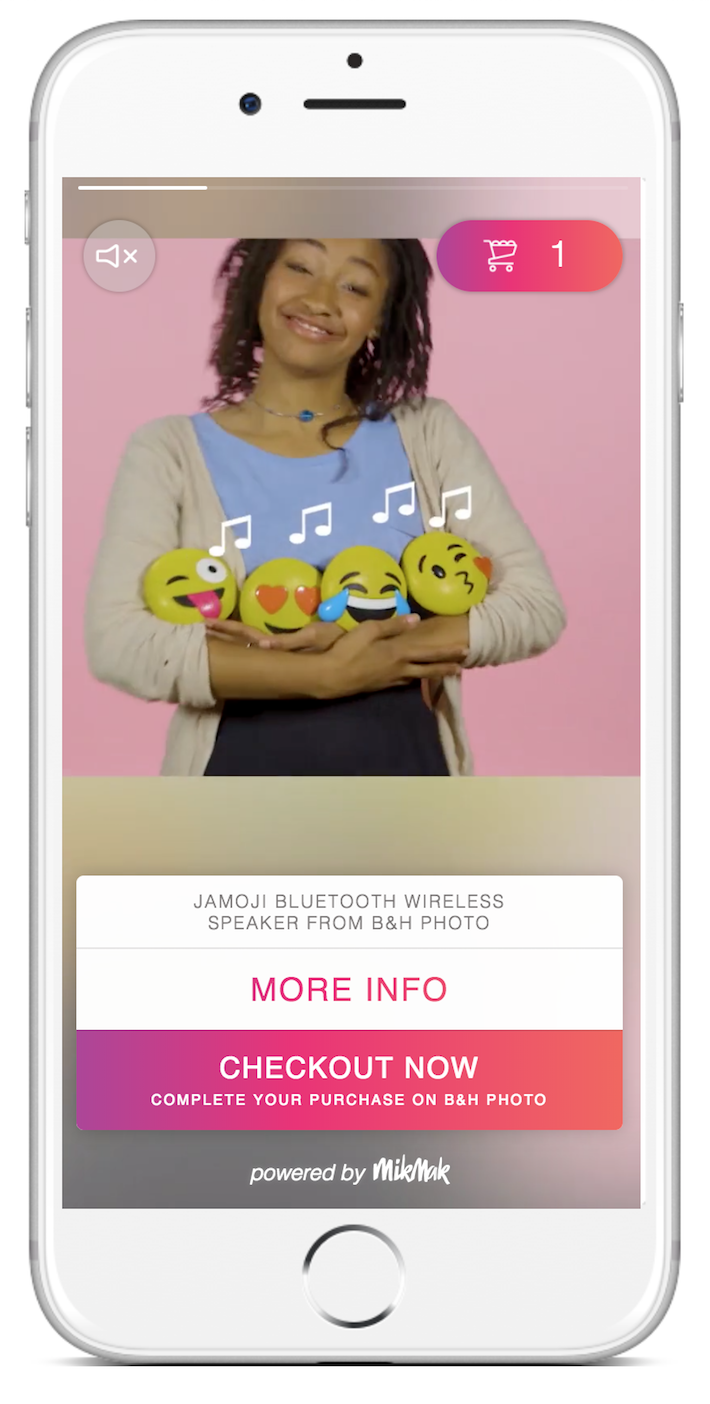 1
JAMOJI BLUETOOTH WIRELESS
SPEAKER FROM B&H PHOTO
MORE INFO
CHECKOUT NOW
COMPLETE YOUR PURCHASE ON B&H PHOTO
powered by MikMak